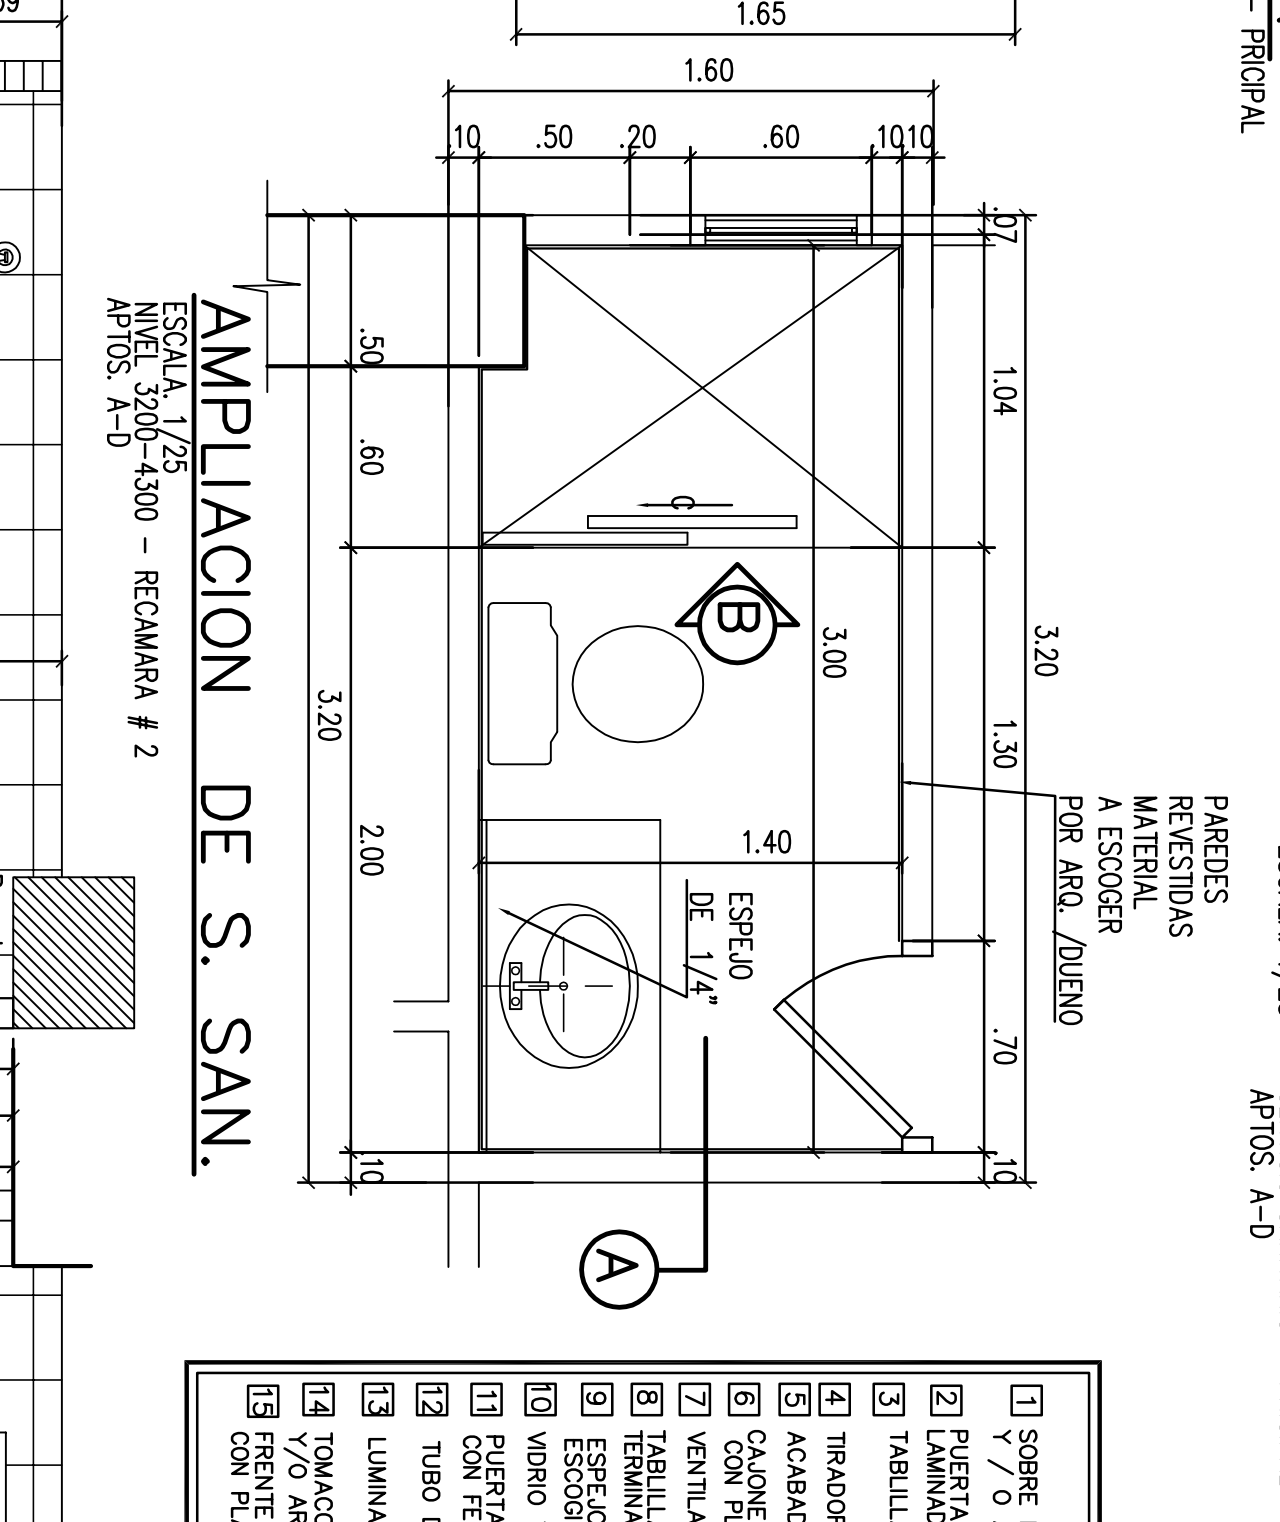 PRICIPAL
1.65
1.60
.10
.50
.20
.60
.10
.10
.07
1.04
1.30
.70
.10
3.20
3.00
1.40
.50
.60
2.00
.10
3.20
C
B
A
PAREDES
REVESTIDAS
MATERIAL
A ESCOGER
POR ARQ. /DUENO
ESPEJO
DE 1/4"
AMPLIACION DE S. SAN.
ESCALA. 1/25
NIVEL 3200-4300 - RECAMARA # 2
APTOS. A-D
APTOS. A-D
1 SOBRE
Y / O
2 PUERTA
LAMINAD
3 TABLILL
4 TIRADOR
5 ACABAD
6 CAJONE
CON PL
7 VENTILA
8 TABLILL
TERMINA
9 ESPEJO
ESCOGI
10 VIDRIO
11 PUERTA
CON FE
12 TUBO
13 LUMINA
14 TOMACO
Y/O AR
15 FRENTE
CON PLA